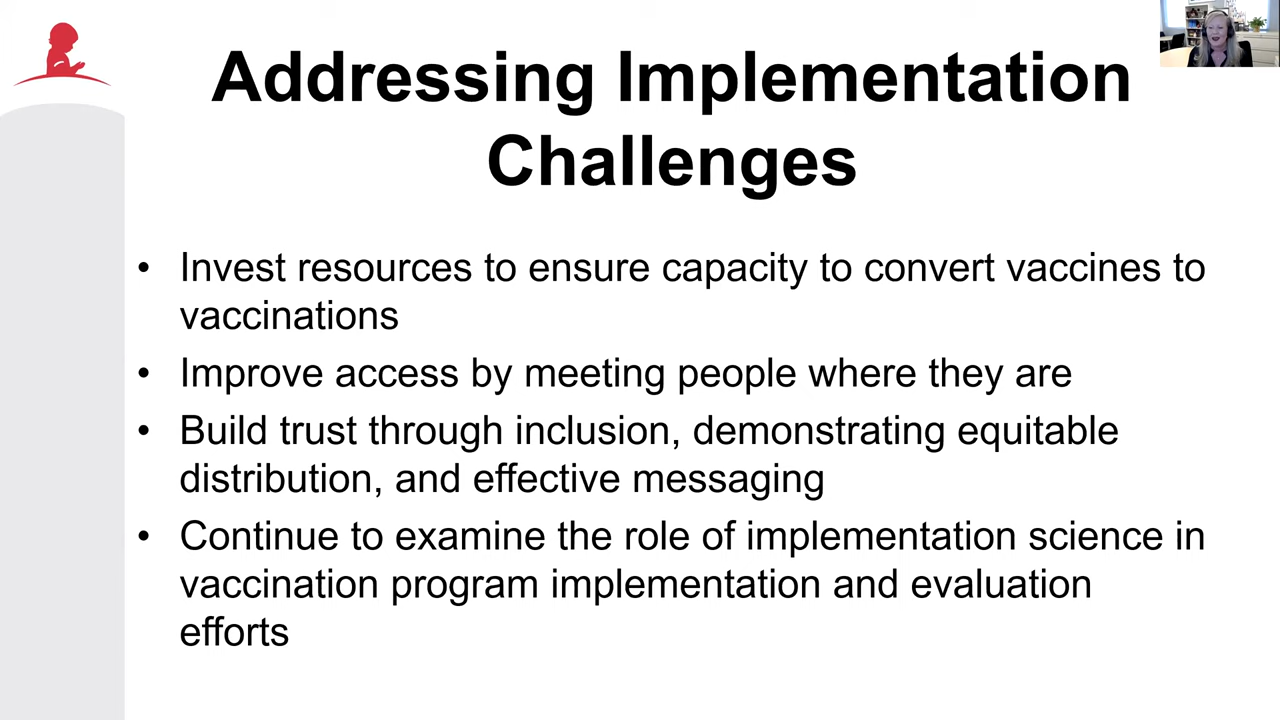 Addressing Implementation
Challenges
• Invest resources to ensure capacity to convert vaccines to
vaccinations
• Improve access by meeting people where they are
• Build trust through inclusion, demonstrating equitable
distribution, and effective messaging
• Continue to examine the role of implementation science in
vaccination program implementation and evaluation
efforts